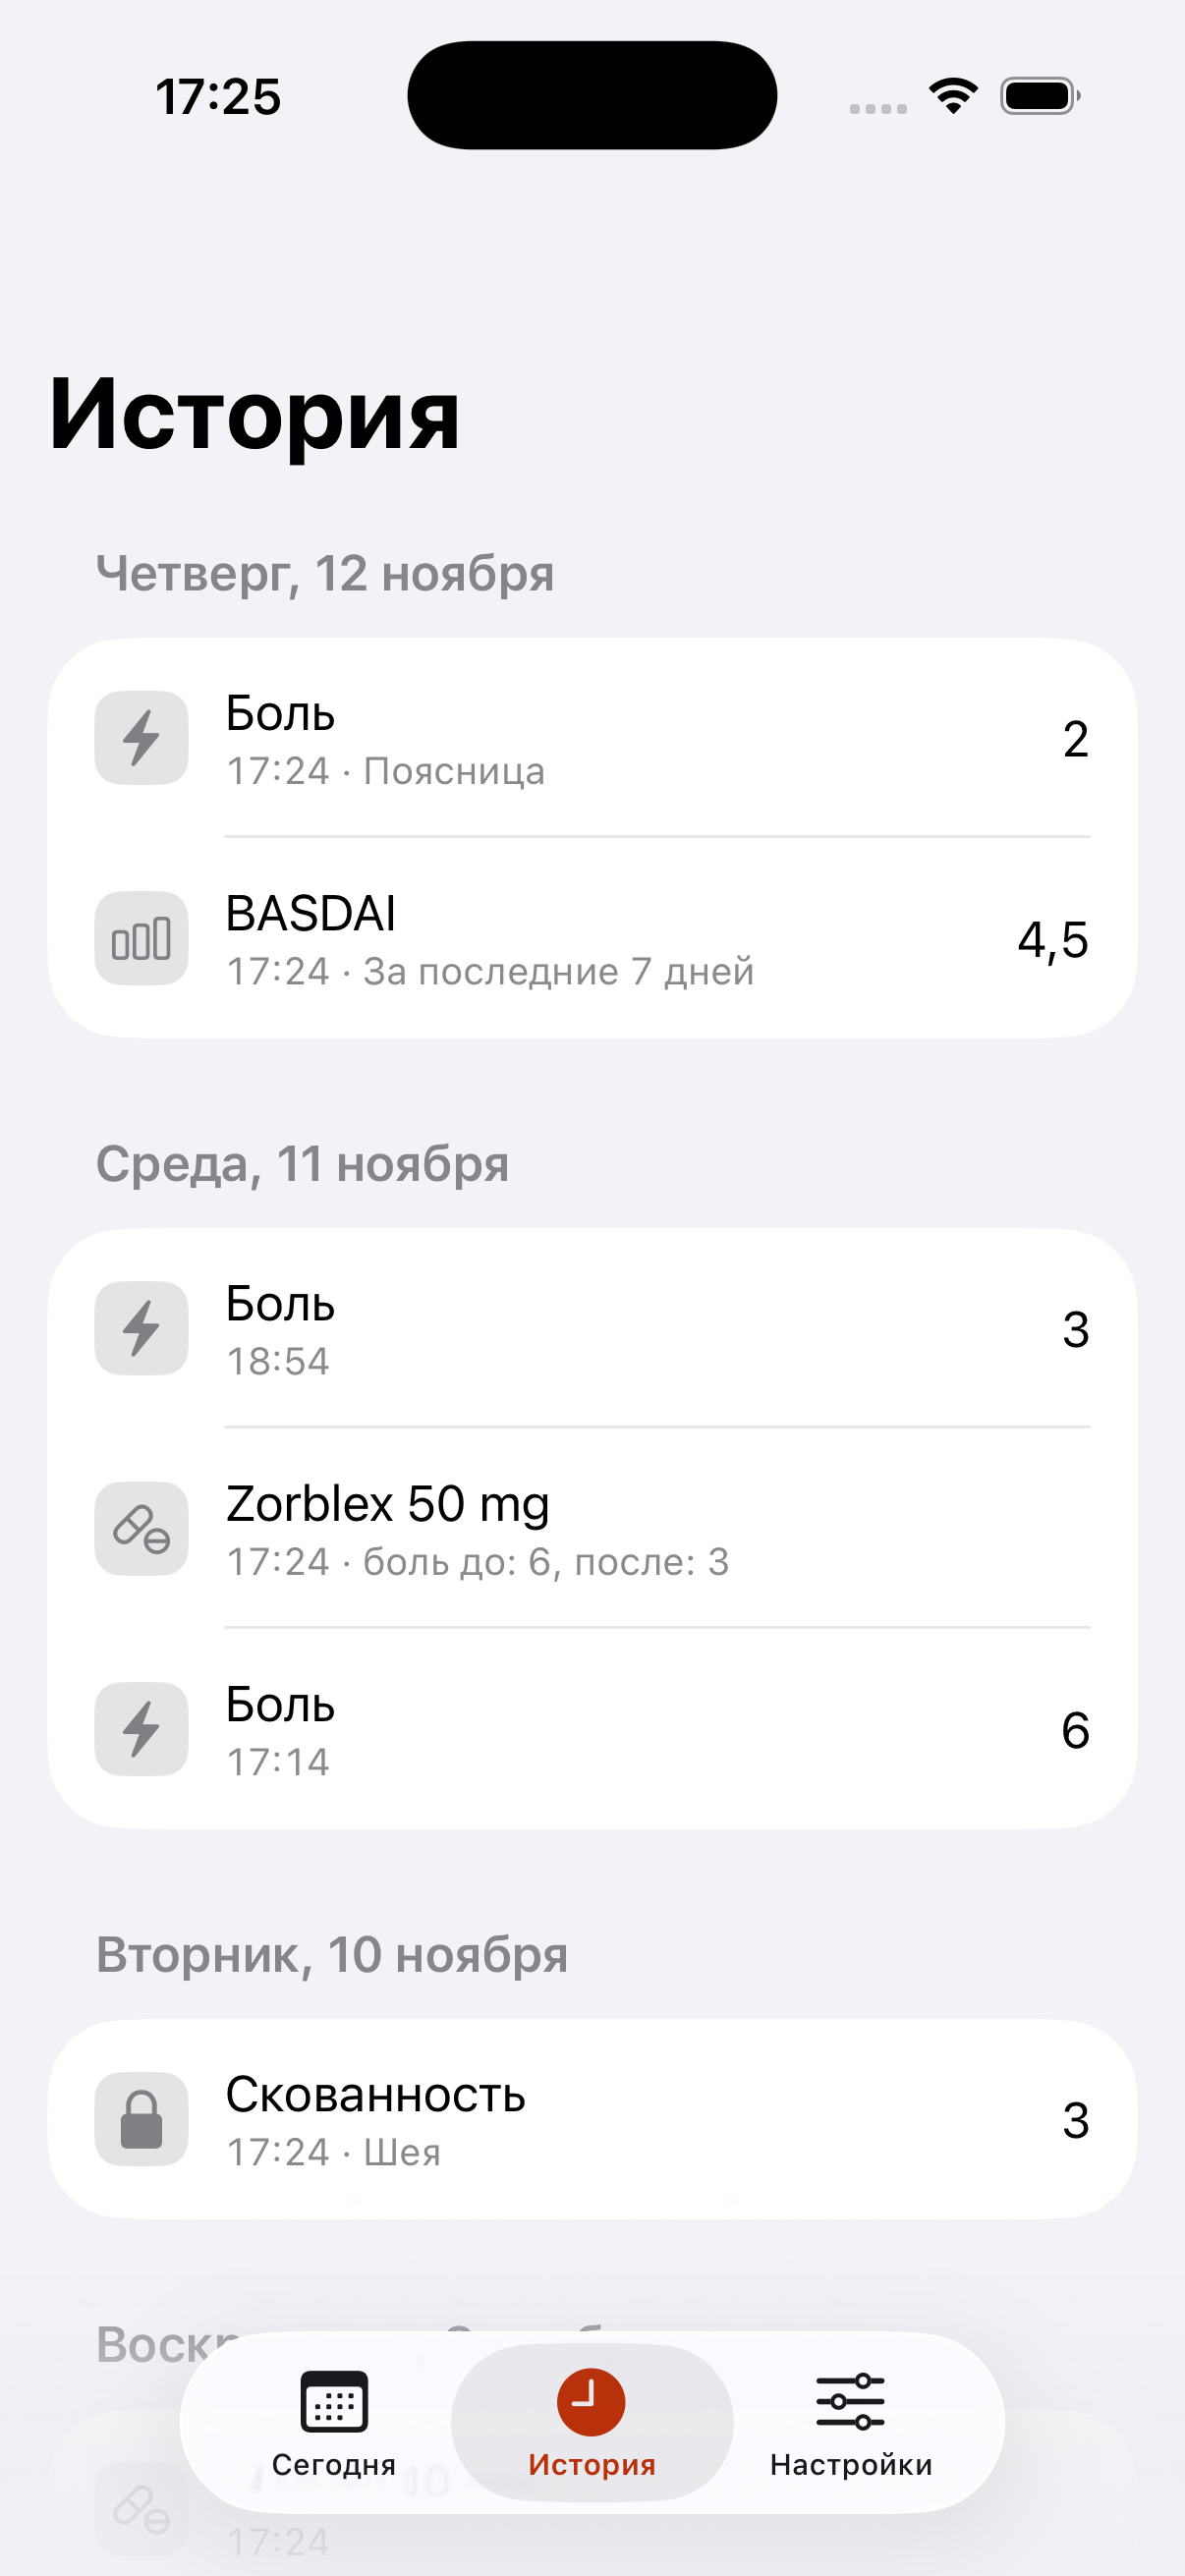 17:25
История
Четверг, 12 ноября
Боль
2
17:24 · Поясница
BASDAI
4,5
17:24 · За последние 7 дней
Среда, 11 ноября
Боль
3
18:54
Zorblex 50 mg
17:24 · боль до: 6, после: 3
Боль
6
17:14
Вторник, 10 ноября
Скованность
3
17:24 · Шея
Сегодня
История
Настройки
17:24